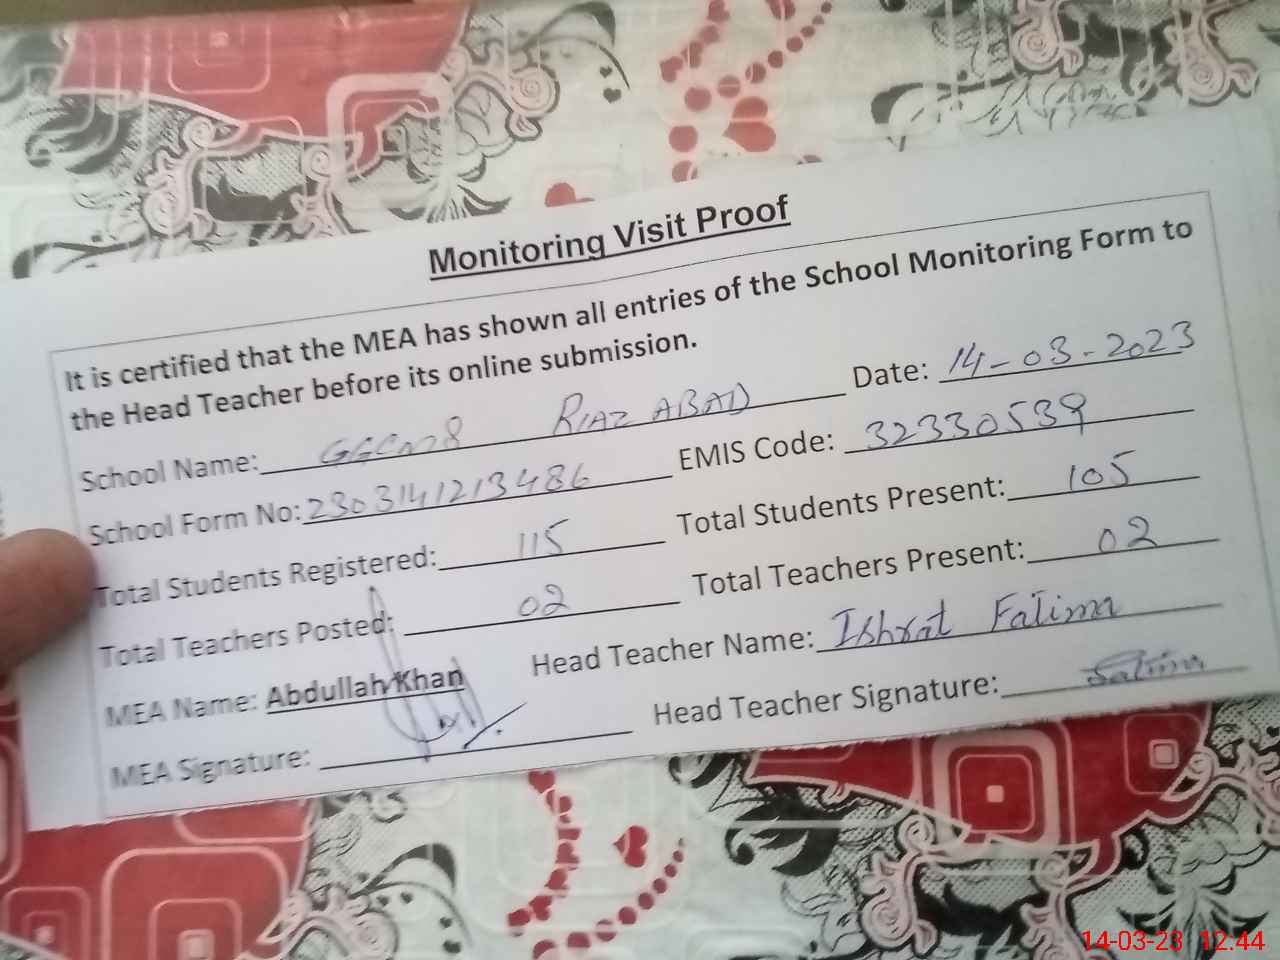 Monitoring Visit Proof
It is certified that the MEA has shown all entries of the School Monitoring Form to
the Head Teacher before its online submission.
School Name: RIAZ ABAD Date: 14-03-2023
School Form No: 2303141213486 EMIS Code: 32330539
Total Students Registered: 115 Total Students Present: 105
Total Teachers Posted: 02 Total Teachers Present: 02
MEA Name: Abdullah Khan Head Teacher Name: Ishrat Fatima
MEA Signature: Head Teacher Signature:
14-03-23 12:44